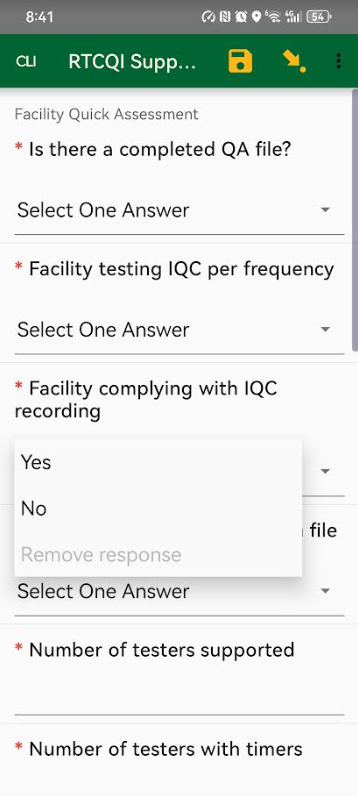 8:41
4G
54
CLI RTCQI Supp...
Facility Quick Assessment
* Is there a completed QA file?
Select One Answer
* Facility testing IQC per frequency
Select One Answer
* Facility complying with IQC
recording
Yes
No
Remove response
file
Select One Answer
* Number of testers supported
* Number of testers with timers